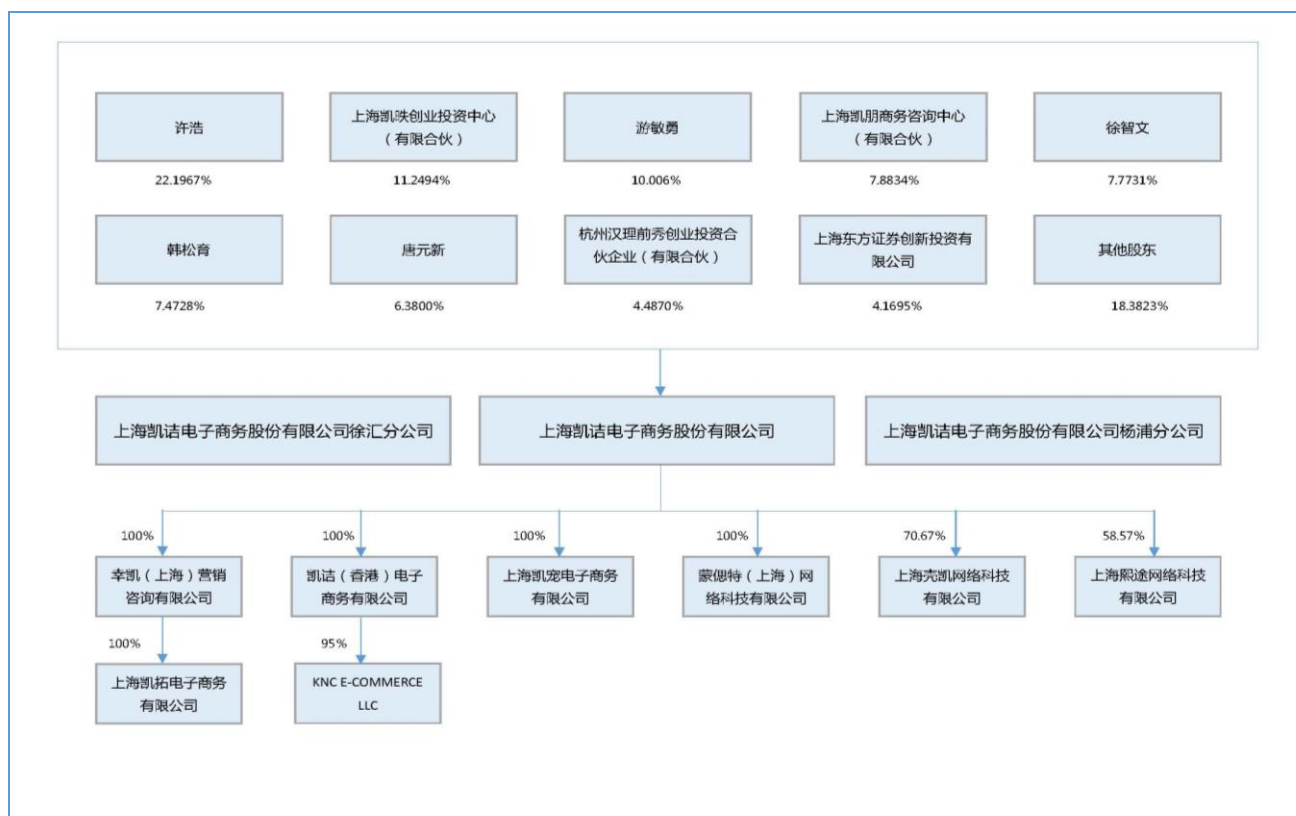 许浩
上海凯昳创业投资中心
（有限合伙）
游敏勇
上海凯朋商务咨询中心
（有限合伙）
徐智文
22.1967%
11.2494%
10.006%
7.8834%
7.7731%
韩松育
唐元新
杭州汉理前秀创业投资合
伙企业（有限合伙）
上海东方证券创新投资有
限公司
其他股东
7.4728%
6.3800%
4.4870%
4.1695%
18.3823%
上海凯诘电子商务股份有限公司徐汇分公司
上海凯诘电子商务股份有限公司
上海凯诘电子商务股份有限公司杨浦分公司
100%
100%
100%
100%
70.67%
58.57%
幸凯（上海）营销
咨询有限公司
凯诘（香港）电子
商务有限公司
上海凯宠电子商务
有限公司
蒙偲特（上海）网
络科技有限公司
上海壳凯网络科技
有限公司
上海熙途网络科技
有限公司
100%
95%
上海凯拓电子商务
有限公司
KNC E-COMMERCE
LLC